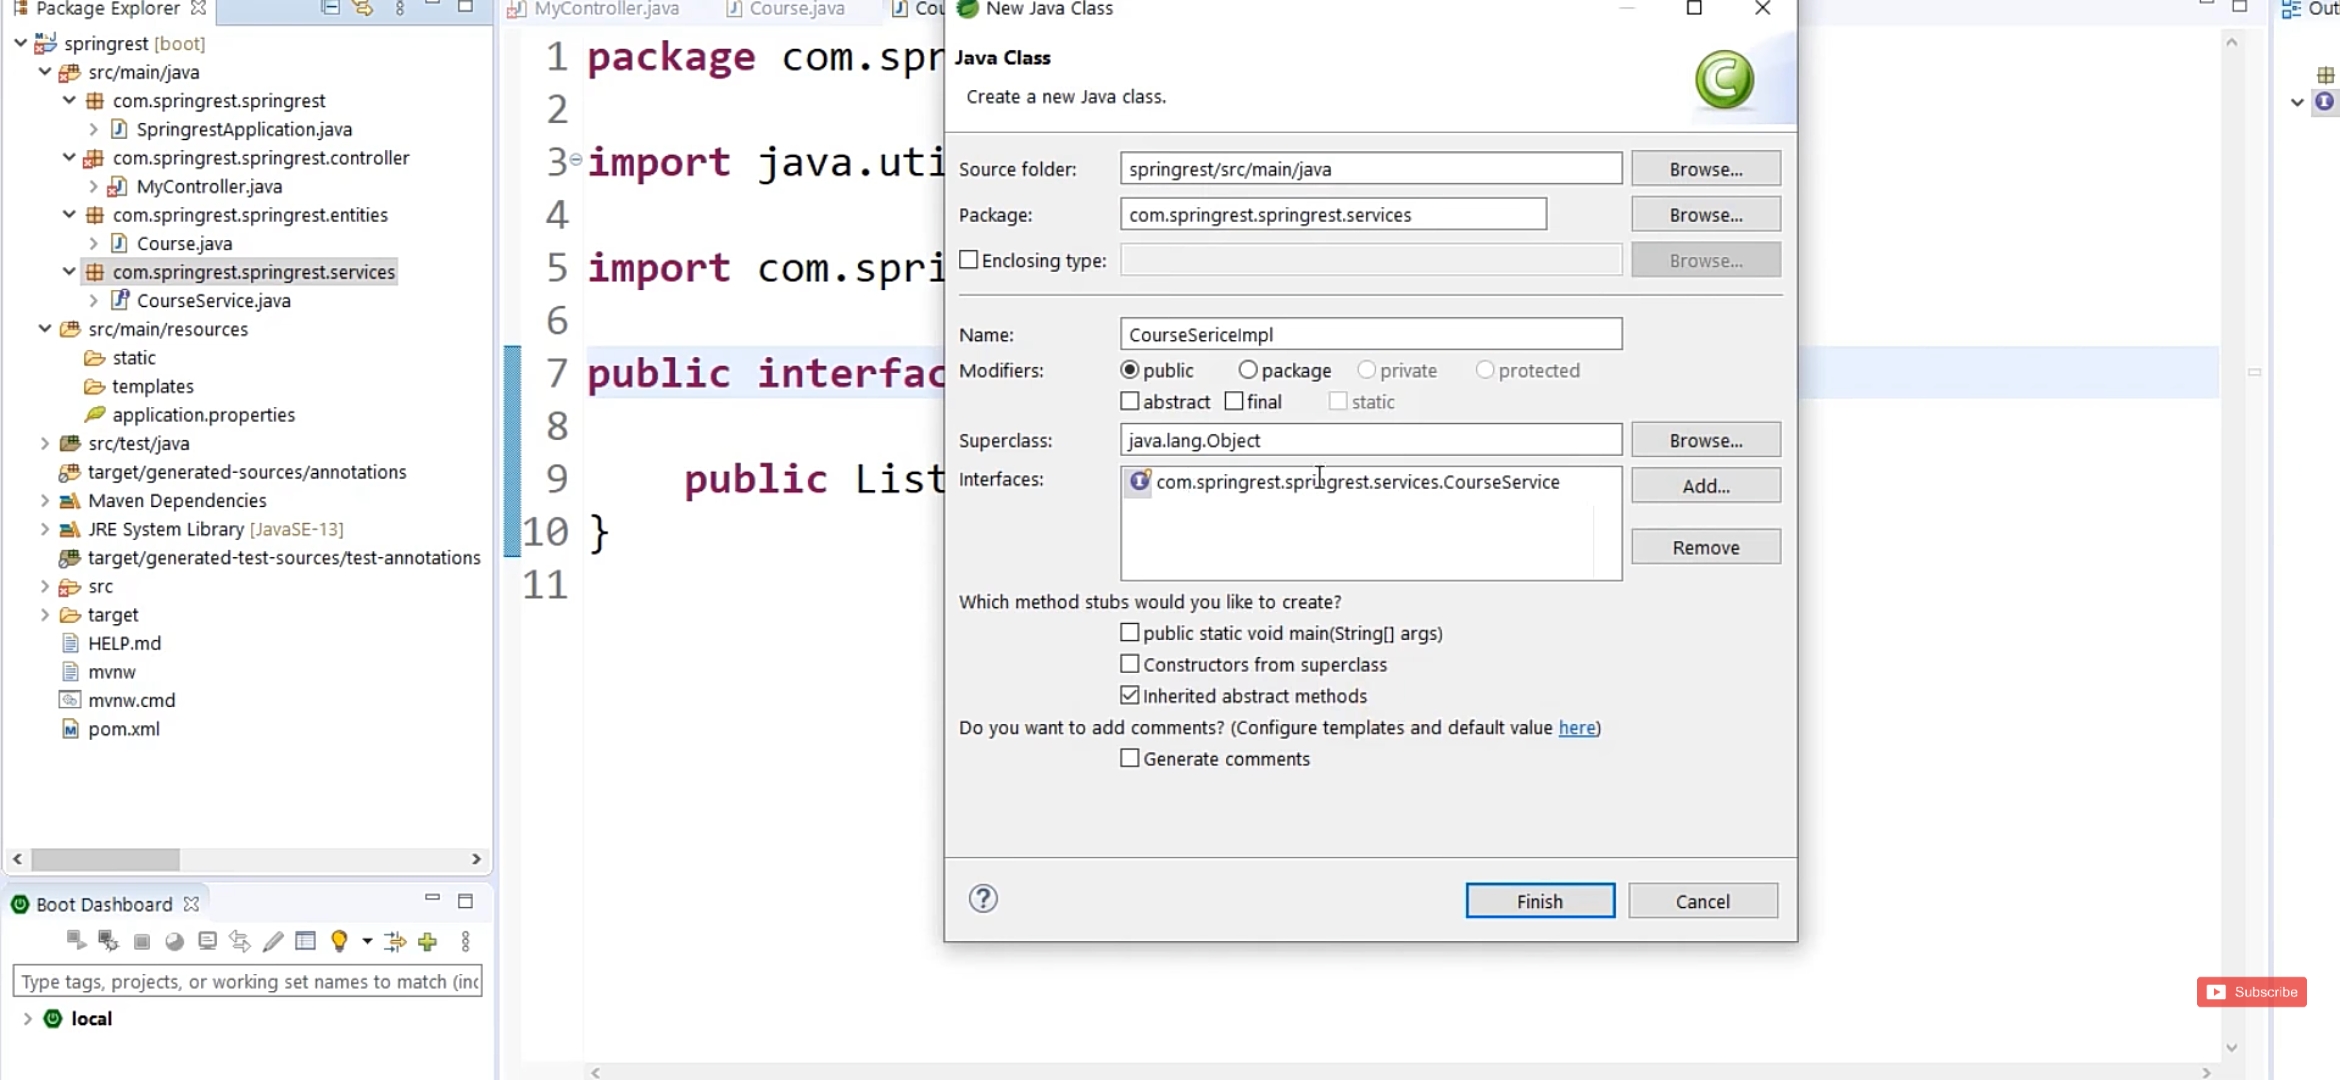 Package Explorer
springrest [boot]
src/main/java
com.springrest.springrest
SpringrestApplication.java
com.springrest.springrest.controller
MyController.java
com.springrest.springrest.entities
Course.java
com.springrest.springrest.services
CourseService.java
src/main/resources
static
templates
application.properties
src/test/java
target/generated-sources/annotations
Maven Dependencies
JRE System Library [JavaSE-13]
target/generated-test-sources/test-annotations
src
target
HELP.md
mvnw
mvnw.cmd
pom.xml
Boot Dashboard
Type tags, projects, or working set names to match (inc
local
MyController.java
Course.java
Cou
1 package com.spr
2
3 import java.uti
4
5 import com.spri
6
7 public interfac
8
9 public List
10 }
11
New Java Class
Java Class
Create a new Java class.
Source folder: springrest/src/main/java Browse...
Package: com.springrest.springrest.services Browse...
Enclosing type: Browse...
Name: CourseSericeImpl
Modifiers: public package private protected
abstract final static
Superclass: java.lang.Object Browse...
Interfaces: com.springrest.springrest.services.CourseService Add...
Remove
Which method stubs would you like to create?
public static void main(String[] args)
Constructors from superclass
Inherited abstract methods
Do you want to add comments? (Configure templates and default value here)
Generate comments
Finish Cancel
Out
Subscribe